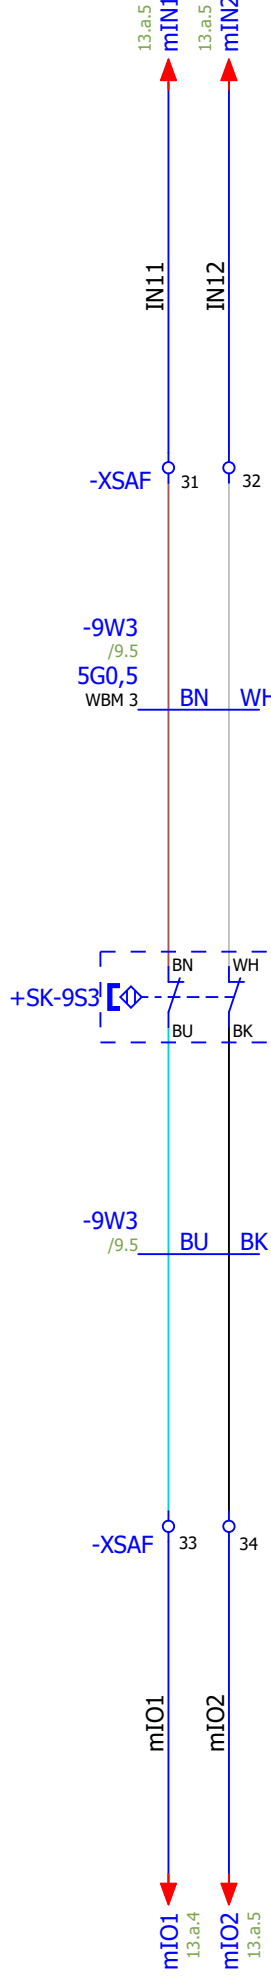 13.a.5
mIN1
13.a.5
mIN2
IN11
IN12
-XSAF
31
32
-9W3
/9.5
5G0,5
WBM 3
BN
WH
BN
WH
+SK-9S3
BU
BK
-9W3
/9.5
BU
BK
-XSAF
33
34
mIO1
mIO2
mIO1
13.a.4
mIO2
13.a.5